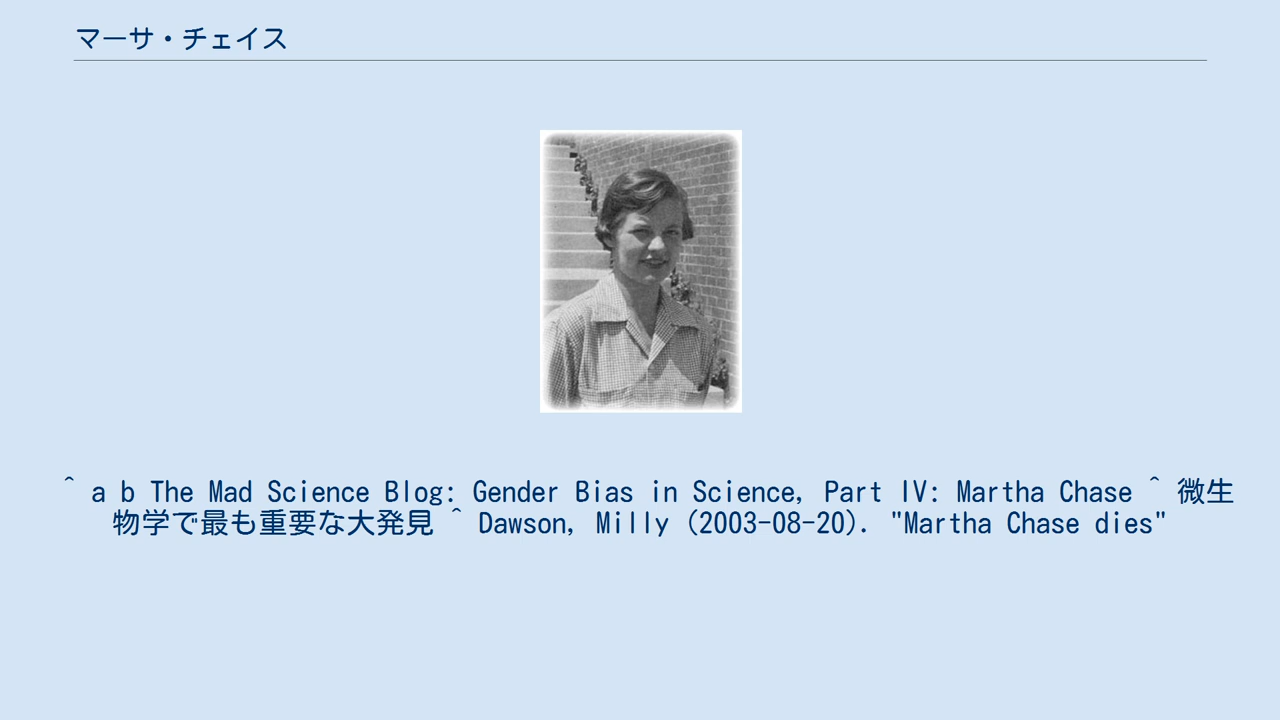 マーサ・チェイス
^ a b The Mad Science Blog: Gender Bias in Science, Part IV: Martha Chase ^ 微生
物学で最も重要な大発見 ^ Dawson, Milly (2003-08-20). "Martha Chase dies"